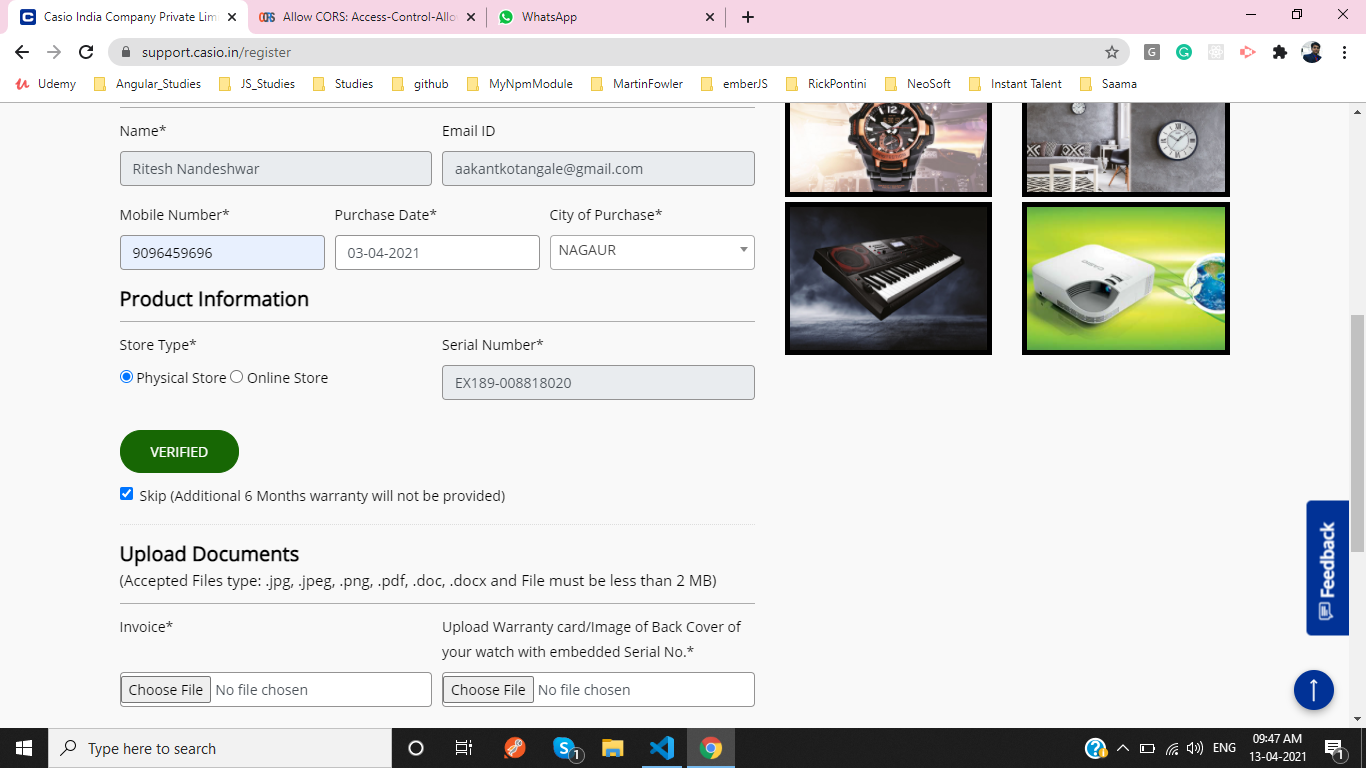 Casio India Company Private Lim
Allow CORS: Access-Control-Allo
WhatsApp
support.casio.in/register
Udemy
Angular_Studies
JS_Studies
Studies
github
MyNpmModule
MartinFowler
emberJS
RickPontini
NeoSoft
Instant Talent
Saama
Name*
Email ID
Ritesh Nandeshwar
aakantkotangale@gmail.com
Mobile Number*
Purchase Date*
City of Purchase*
9096459696
03-04-2021
NAGAUR
Product Information
Store Type*
Serial Number*
Physical Store
Online Store
EX189-008818020
VERIFIED
Skip (Additional 6 Months warranty will not be provided)
Upload Documents
(Accepted Files type: .jpg, .jpeg, .png, .pdf, .doc, .docx and File must be less than 2 MB)
Invoice*
Upload Warranty card/Image of Back Cover of
your watch with embedded Serial No.*
Choose File No file chosen
Choose File No file chosen
Feedback
Type here to search
1
ENG
09:47 AM
13-04-2021
1